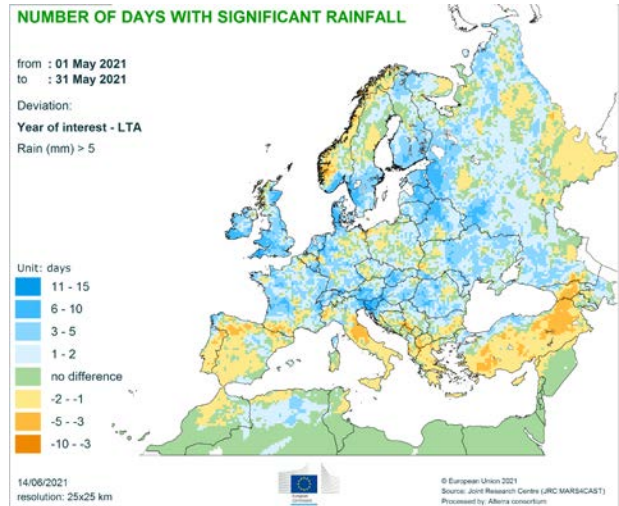 NUMBER OF DAYS WITH SIGNIFICANT RAINFALL
from : 01 May 2021
to : 31 May 2021
Deviation:
Year of interest - LTA
Rain (mm) > 5
Unit: days
11 - 15
6 - 10
3 - 5
1 - 2
no difference
-2 - -1
-5 - -3
-10 - -3
14/06/2021
resolution: 25x25 km
European
Commission
© European Union 2021
Source: Joint Research Centre (JRC MARS4CAST)
Processed by: Alterra consortium